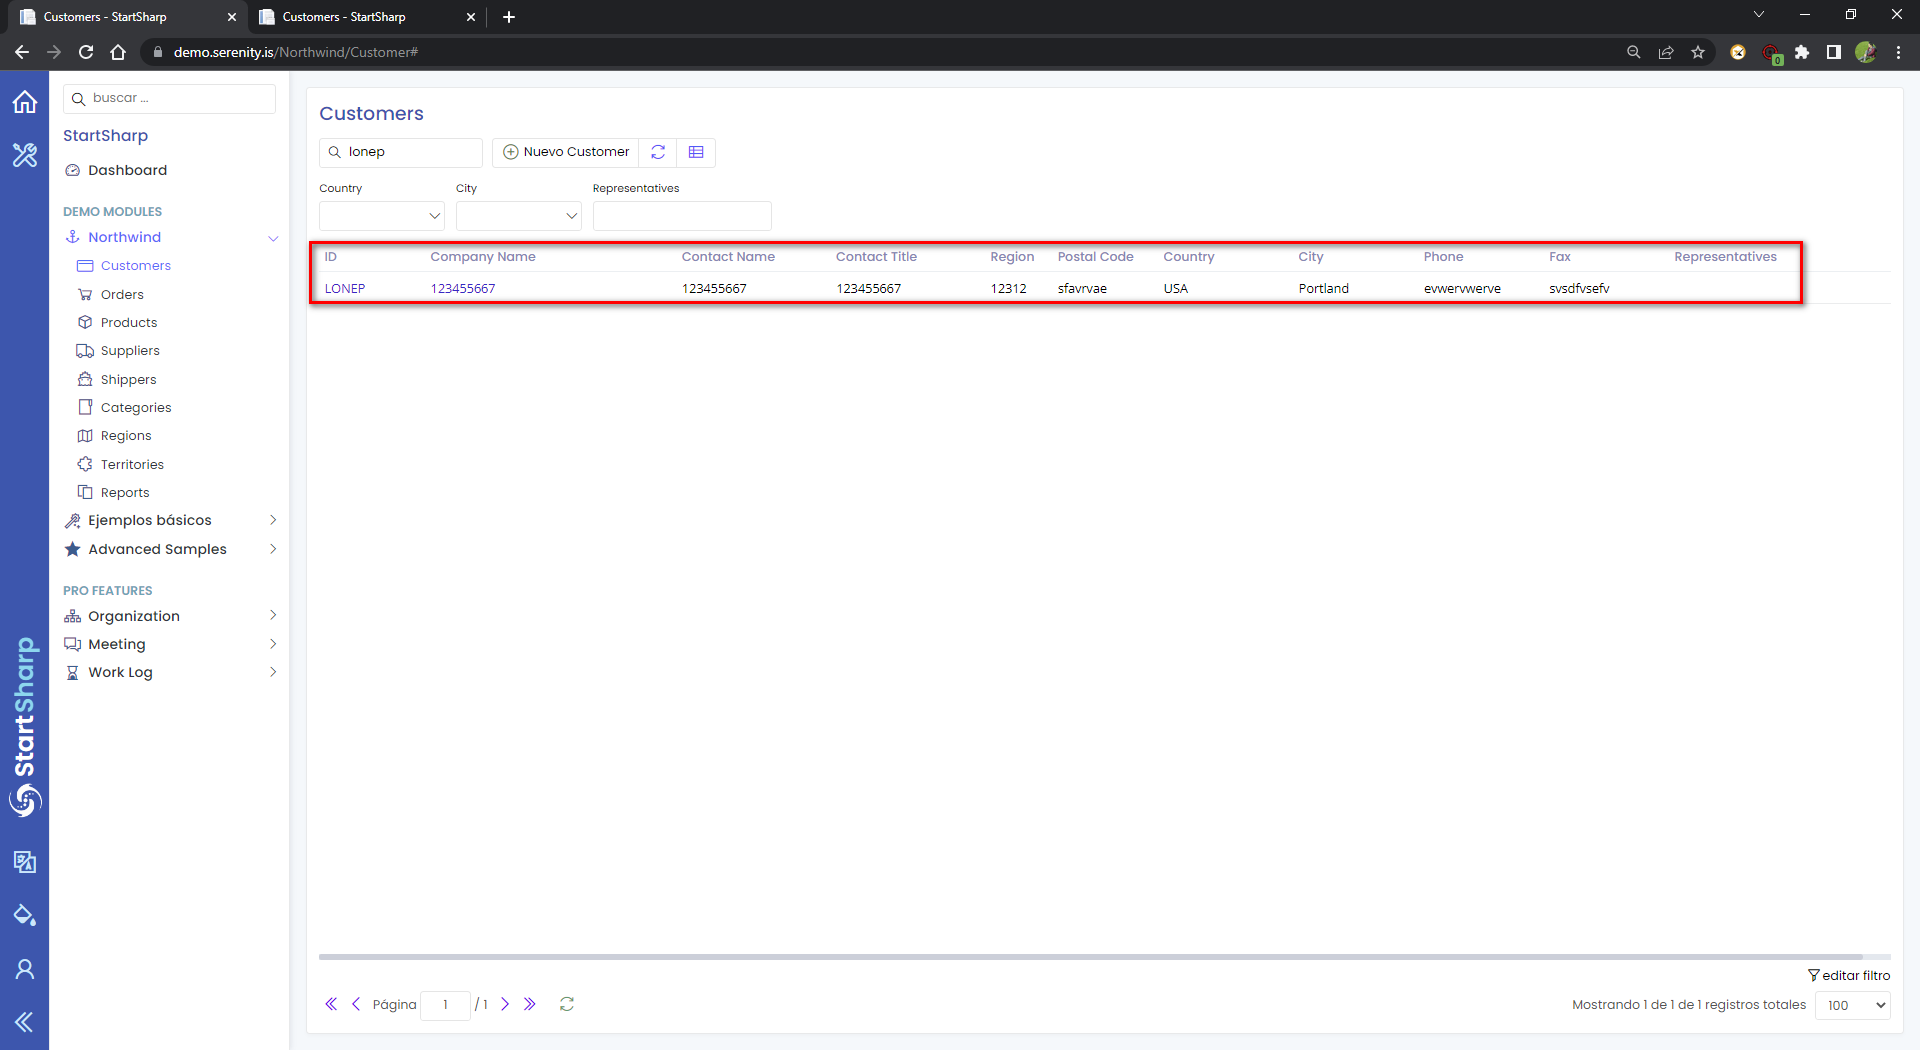 Customers - StartSharp
Customers - StartSharp
demo.serenity.is/Northwind/Customer#
0
buscar ...
StartSharp
Dashboard
DEMO MODULES
Northwind
Customers
Orders
Products
Suppliers
Shippers
Categories
Regions
Territories
Reports
Ejemplos básicos
Advanced Samples
PRO FEATURES
Organization
Meeting
Work Log
StartSharp
Customers
lonep
Nuevo Customer
Country City Representatives
ID Company Name Contact Name Contact Title Region Postal Code Country City Phone Fax Representatives
LONEP 123455667 123455667 123455667 12312 sfavrvae USA Portland evwervwerve svsdfvsefv
editar filtro
Página 1 / 1
Mostrando 1 de 1 de 1 registros totales 100